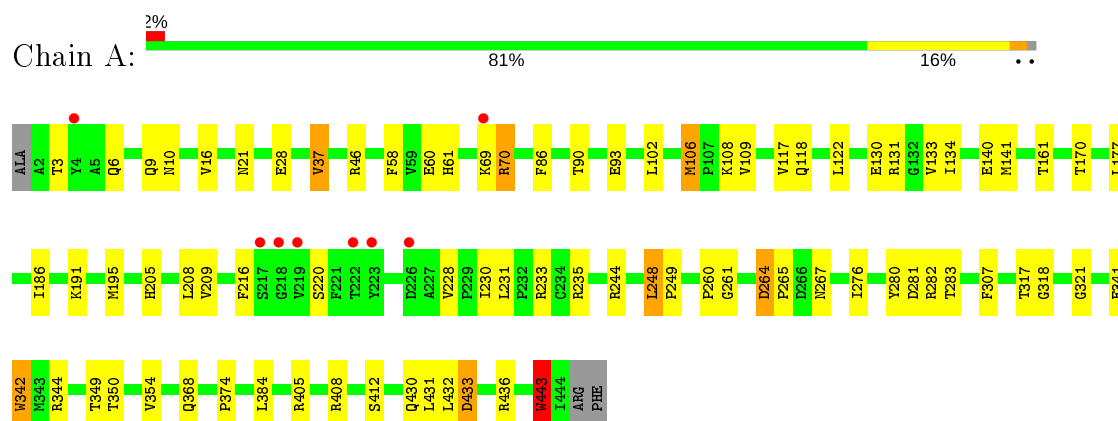 2%
Chain A:
81% 16% • •
ALA A2 T3 Y4 A5 Q6 Q9 N10 V16 N21 E28 V37 R46 F58 V59 E60 H61 K69 R70 F86 T90 E93 L102 M106 P107 K108 V109 V117 Q118 L122 E130 R131 G132 V133 I134 E140 M141 T161 T170 L177
I186 K191 M195 H205 L208 V209 F216 S217 G218 V219 S220 F221 T222 Y223 D226 A227 V228 P229 I230 L231 P232 R233 C234 R235 R244 L248 P249 P260 G261 D264 P265 D266 N267 I276 Y280 D281 R282 T283 F307 T317 G318 G321
W342 M343 R344 T349 T350 V354 Q368 P374 L384 R405 R408 S412 Q430 L431 L432 D433 R436 W443 I444 ARG PHE